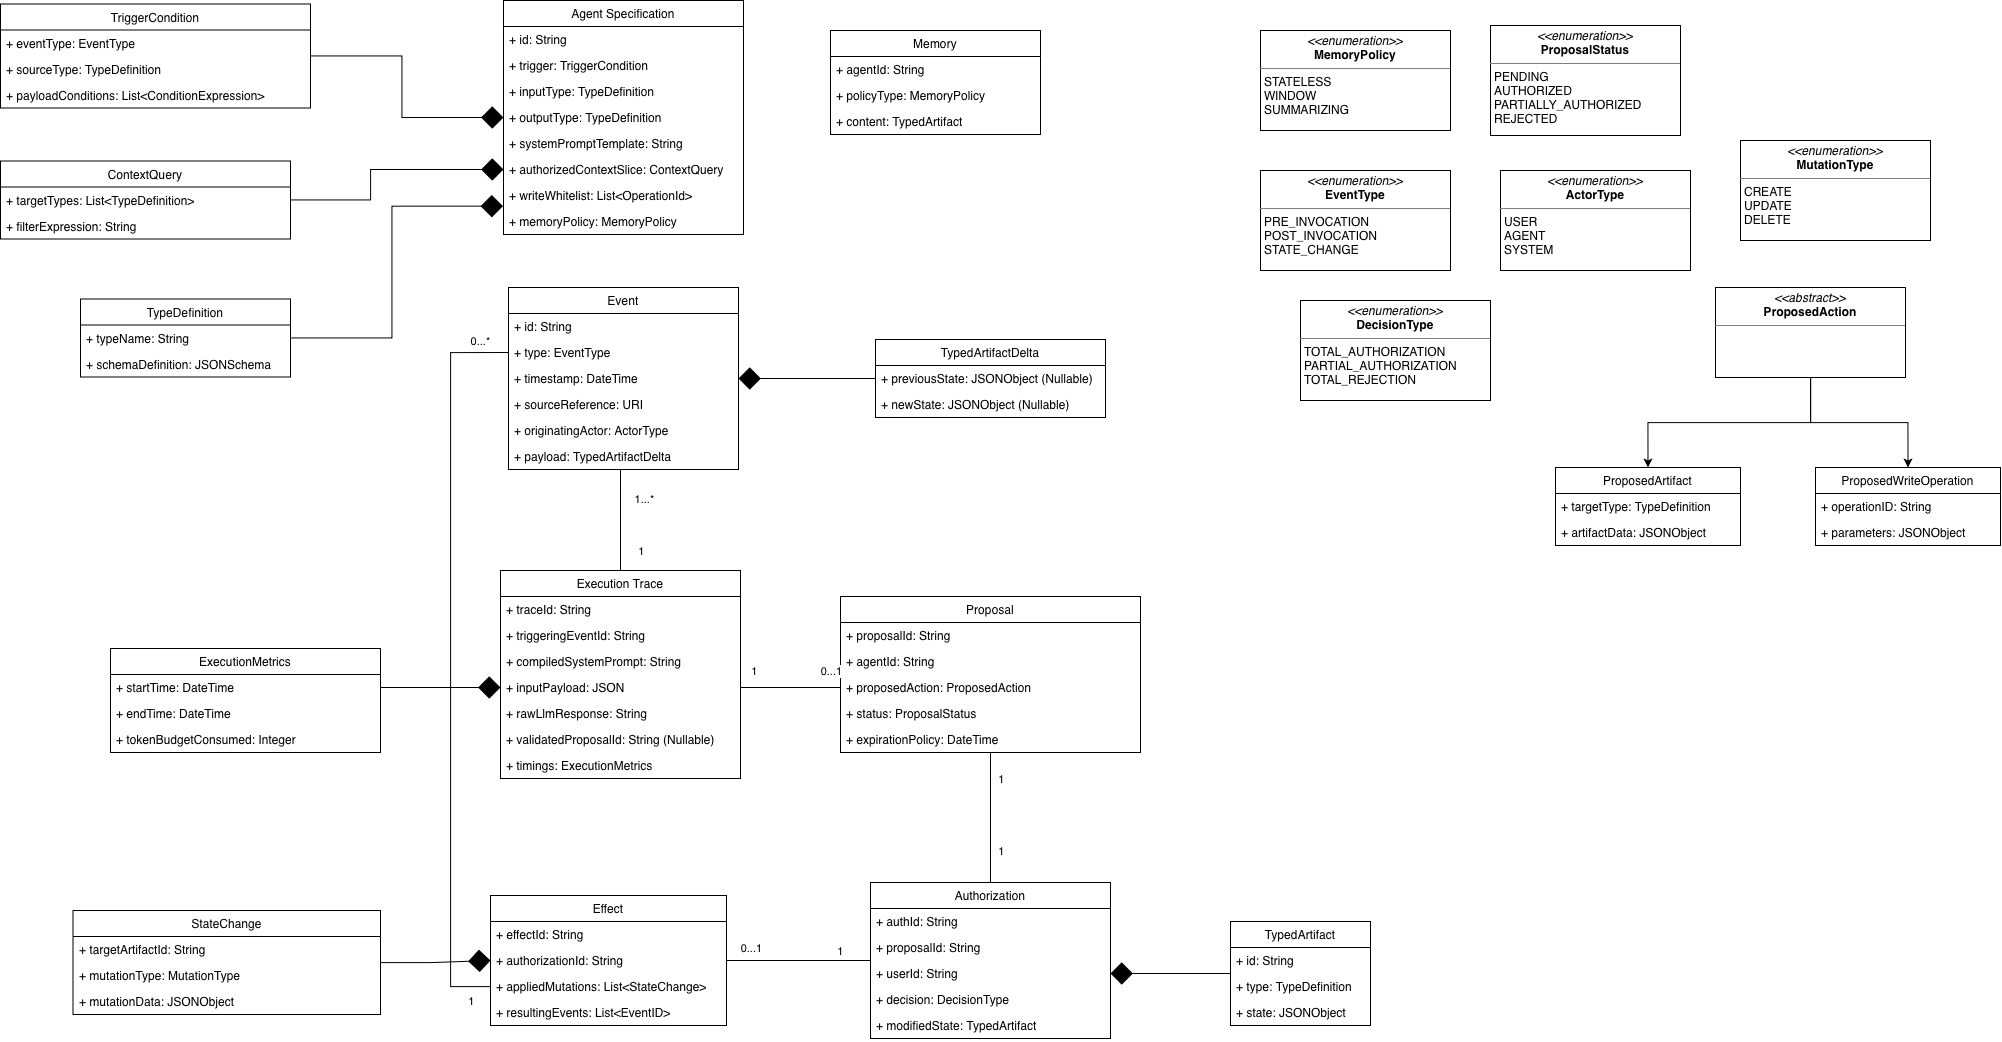 TriggerCondition
+ eventType: EventType
+ sourceType: TypeDefinition
+ payloadConditions: List<ConditionExpression>
Agent Specification
+ id: String
+ trigger: TriggerCondition
+ inputType: TypeDefinition
+ outputType: TypeDefinition
+ systemPromptTemplate: String
+ authorizedContextSlice: ContextQuery
+ writeWhitelist: List<OperationId>
+ memoryPolicy: MemoryPolicy
Memory
+ agentId: String
+ policyType: MemoryPolicy
+ content: TypedArtifact
<<enumeration>>
MemoryPolicy
STATELESS
WINDOW
SUMMARIZING
<<enumeration>>
ProposalStatus
PENDING
AUTHORIZED
PARTIALLY_AUTHORIZED
REJECTED
<<enumeration>>
MutationType
CREATE
UPDATE
DELETE
ContextQuery
+ targetTypes: List<TypeDefinition>
+ filterExpression: String
<<enumeration>>
EventType
PRE_INVOCATION
POST_INVOCATION
STATE_CHANGE
<<enumeration>>
ActorType
USER
AGENT
SYSTEM
TypeDefinition
+ typeName: String
+ schemaDefinition: JSONSchema
Event
+ id: String
+ type: EventType
+ timestamp: DateTime
+ sourceReference: URI
+ originatingActor: ActorType
+ payload: TypedArtifactDelta
0...*
TypedArtifactDelta
+ previousState: JSONObject (Nullable)
+ newState: JSONObject (Nullable)
<<enumeration>>
DecisionType
TOTAL_AUTHORIZATION
PARTIAL_AUTHORIZATION
TOTAL_REJECTION
<<abstract>>
ProposedAction
ProposedArtifact
+ targetType: TypeDefinition
+ artifactData: JSONObject
ProposedWriteOperation
+ operationID: String
+ parameters: JSONObject
1...*
1
Execution Trace
+ traceId: String
+ triggeringEventId: String
+ compiledSystemPrompt: String
+ inputPayload: JSON
+ rawLlmResponse: String
+ validatedProposalId: String (Nullable)
+ timings: ExecutionMetrics
ExecutionMetrics
+ startTime: DateTime
+ endTime: DateTime
+ tokenBudgetConsumed: Integer
1
0...1
Proposal
+ proposalId: String
+ agentId: String
+ proposedAction: ProposedAction
+ status: ProposalStatus
+ expirationPolicy: DateTime
1
1
StateChange
+ targetArtifactId: String
+ mutationType: MutationType
+ mutationData: JSONObject
1
Effect
+ effectId: String
+ authorizationId: String
+ appliedMutations: List<StateChange>
+ resultingEvents: List<EventID>
0...1
1
Authorization
+ authId: String
+ proposalId: String
+ userId: String
+ decision: DecisionType
+ modifiedState: TypedArtifact
TypedArtifact
+ id: String
+ type: TypeDefinition
+ state: JSONObject